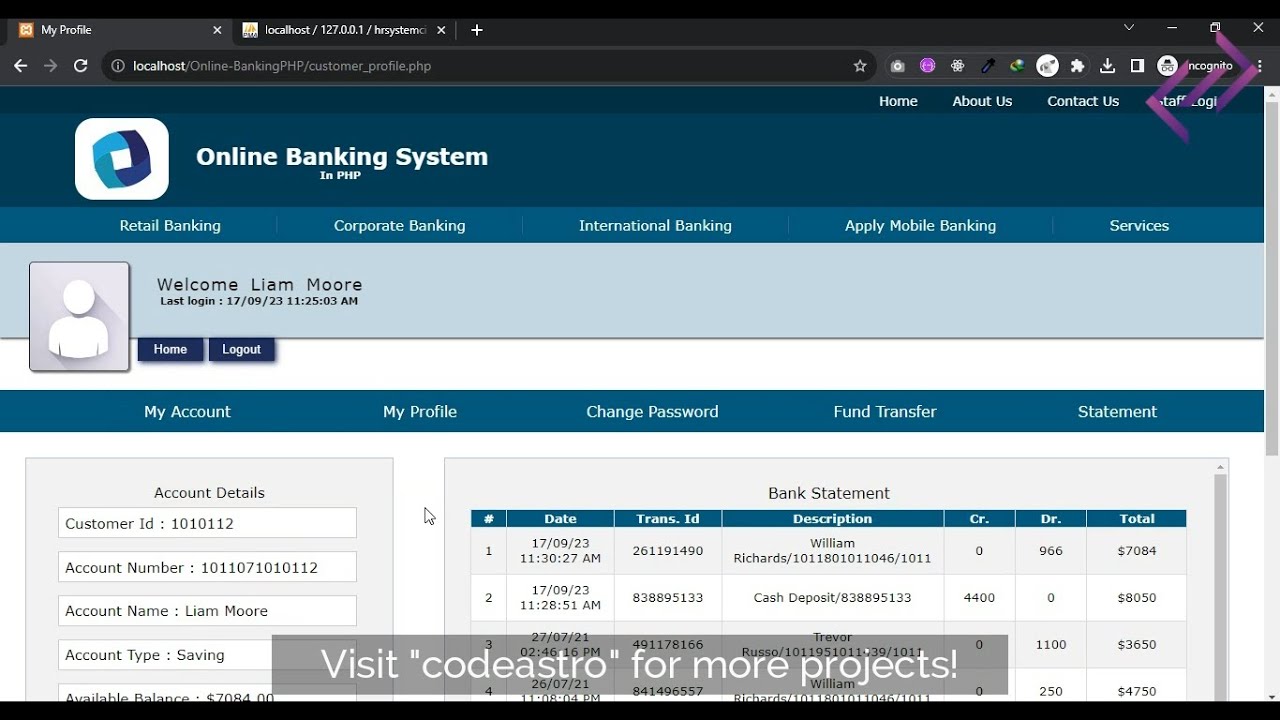 My Profile
localhost / 127.0.0.1 / hrsystemci
localhost/Online-BankingPHP/customer_profile.php
Incognito
Home About Us Contact Us Staff Login
Online Banking System
In PHP
Retail Banking Corporate Banking International Banking Apply Mobile Banking Services
Welcome Liam Moore
Last login : 17/09/23 11:25:03 AM
Home Logout
My Account My Profile Change Password Fund Transfer Statement
Account Details
Customer Id : 1010112
Account Number : 1011071010112
Account Name : Liam Moore
Account Type : Saving
Available Balance : $7084.00
Bank Statement
# Date Trans. Id Description Cr. Dr. Total
1 17/09/23 11:30:27 AM 261191490 William Richards/1011801011046/1011 0 966 $7084
2 17/09/23 11:28:51 AM 838895133 Cash Deposit/838895133 4400 0 $8050
3 27/07/21 02:46:16 PM 491178166 Trevor Russo/1011951011139/1011 0 1100 $3650
4 26/07/21 11:08:04 PM 841496557 William Richards/1011801011046/1011 0 250 $4750
Visit "codeastro" for more projects!